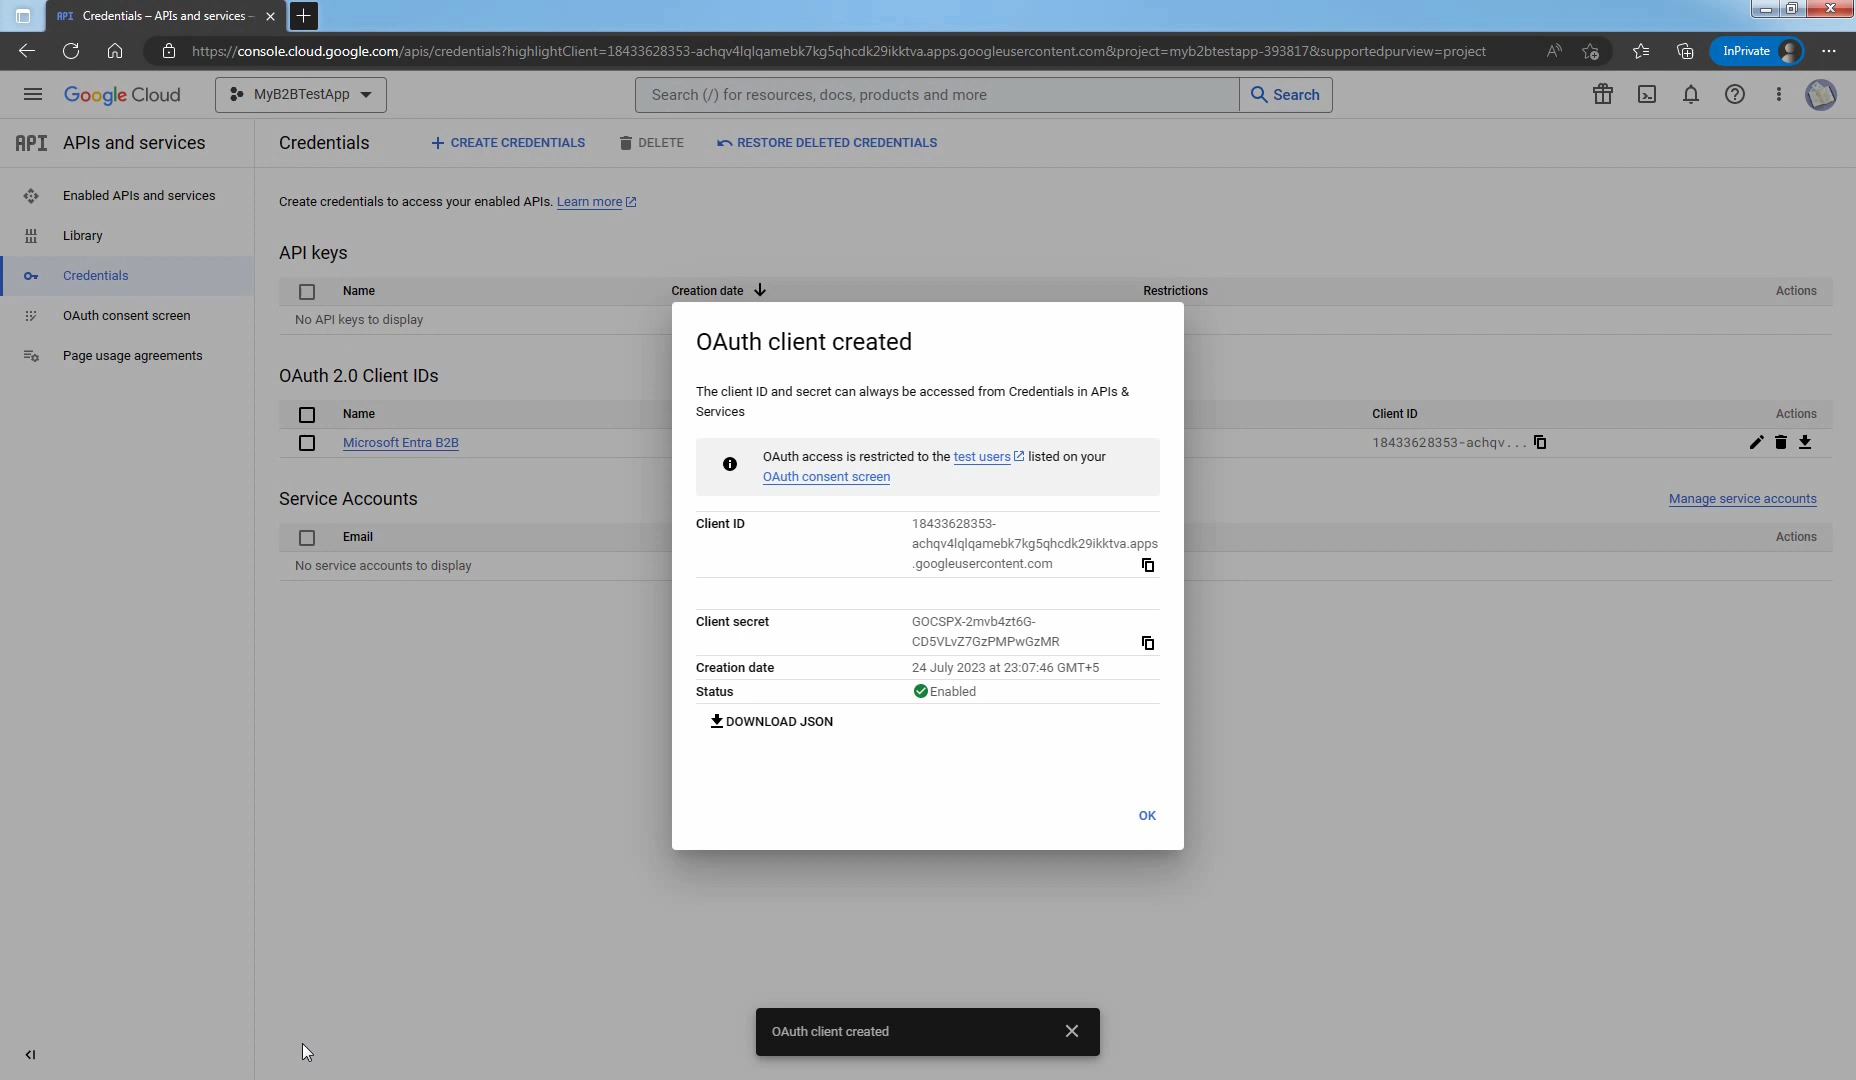 Credentials – APIs and services –
https://console.cloud.google.com/apis/credentials?highlightClient=18433628353-achqv4lqlqamebk7kg5qhcdk29ikktva.apps.googleusercontent.com&project=myb2btestapp-393817&supportedpurview=project
InPrivate
Google Cloud
MyB2BTestApp
Search (/) for resources, docs, products and more
Search
API APIs and services
Credentials
CREATE CREDENTIALS
DELETE
RESTORE DELETED CREDENTIALS
Enabled APIs and services
Library
Credentials
OAuth consent screen
Page usage agreements
Create credentials to access your enabled APIs. Learn more
API keys
Name Creation date Restrictions Actions
No API keys to display
OAuth 2.0 Client IDs
Name Client ID Actions
Microsoft Entra B2B 18433628353-achqv...
Service Accounts Manage service accounts
Email Actions
No service accounts to display
OAuth client created
The client ID and secret can always be accessed from Credentials in APIs &
Services
OAuth access is restricted to the test users listed on your
OAuth consent screen
Client ID 18433628353-
achqv4lqlqamebk7kg5qhcdk29ikktva.apps
.googleusercontent.com
Client secret GOCSPX-2mvb4zt6G-
CD5VLvZ7GzPMPwGzMR
Creation date 24 July 2023 at 23:07:46 GMT+5
Status Enabled
DOWNLOAD JSON
OK
OAuth client created